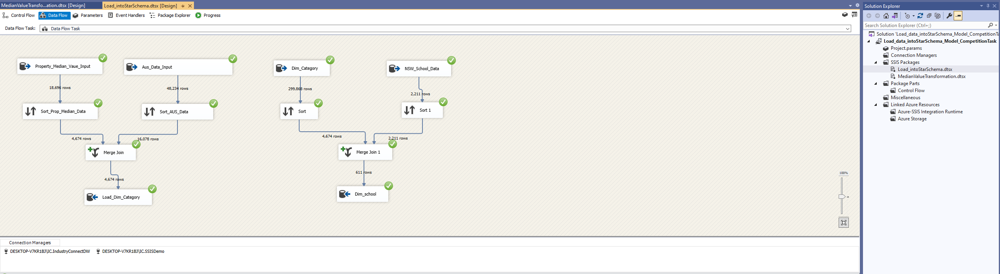 MedianValueTransfo...ation.dtsx [Design]
Load_intoStarSchema.dtsx [Design]
Control Flow
Data Flow
Parameters
Event Handlers
Package Explorer
Progress
Data Flow Task:
Data Flow Task
Property_Median_Vaue_Input
Aus_Data_Input
Dim_Category
NSW_School_Data
18,696 rows
48,234 rows
299,868 rows
2,211 rows
Sort_Prop_Median_Data
Sort_AUS_Data
Sort
Sort 1
4,674 rows
16,078 rows
4,674 rows
2,211 rows
Merge Join
Merge Join 1
4,674 rows
611 rows
Load_Dim_Category
Dim_school
100%
Connection Managers
DESKTOP-V7KR1BJ\IC.IndustryConnectDW
DESKTOP-V7KR1BJ\IC.SSISDemo
Solution Explorer
Search Solution Explorer (Ctrl+;)
Solution 'Load_data_intoStarSchema_Model_CompetitionTa
Load_data_intoStarSchema_Model_CompetitionTask
Project.params
Connection Managers
SSIS Packages
Load_intoStarSchema.dtsx
MedianValueTransformation.dtsx
Package Parts
Control Flow
Miscellaneous
Linked Azure Resources
Azure-SSIS Integration Runtime
Azure Storage